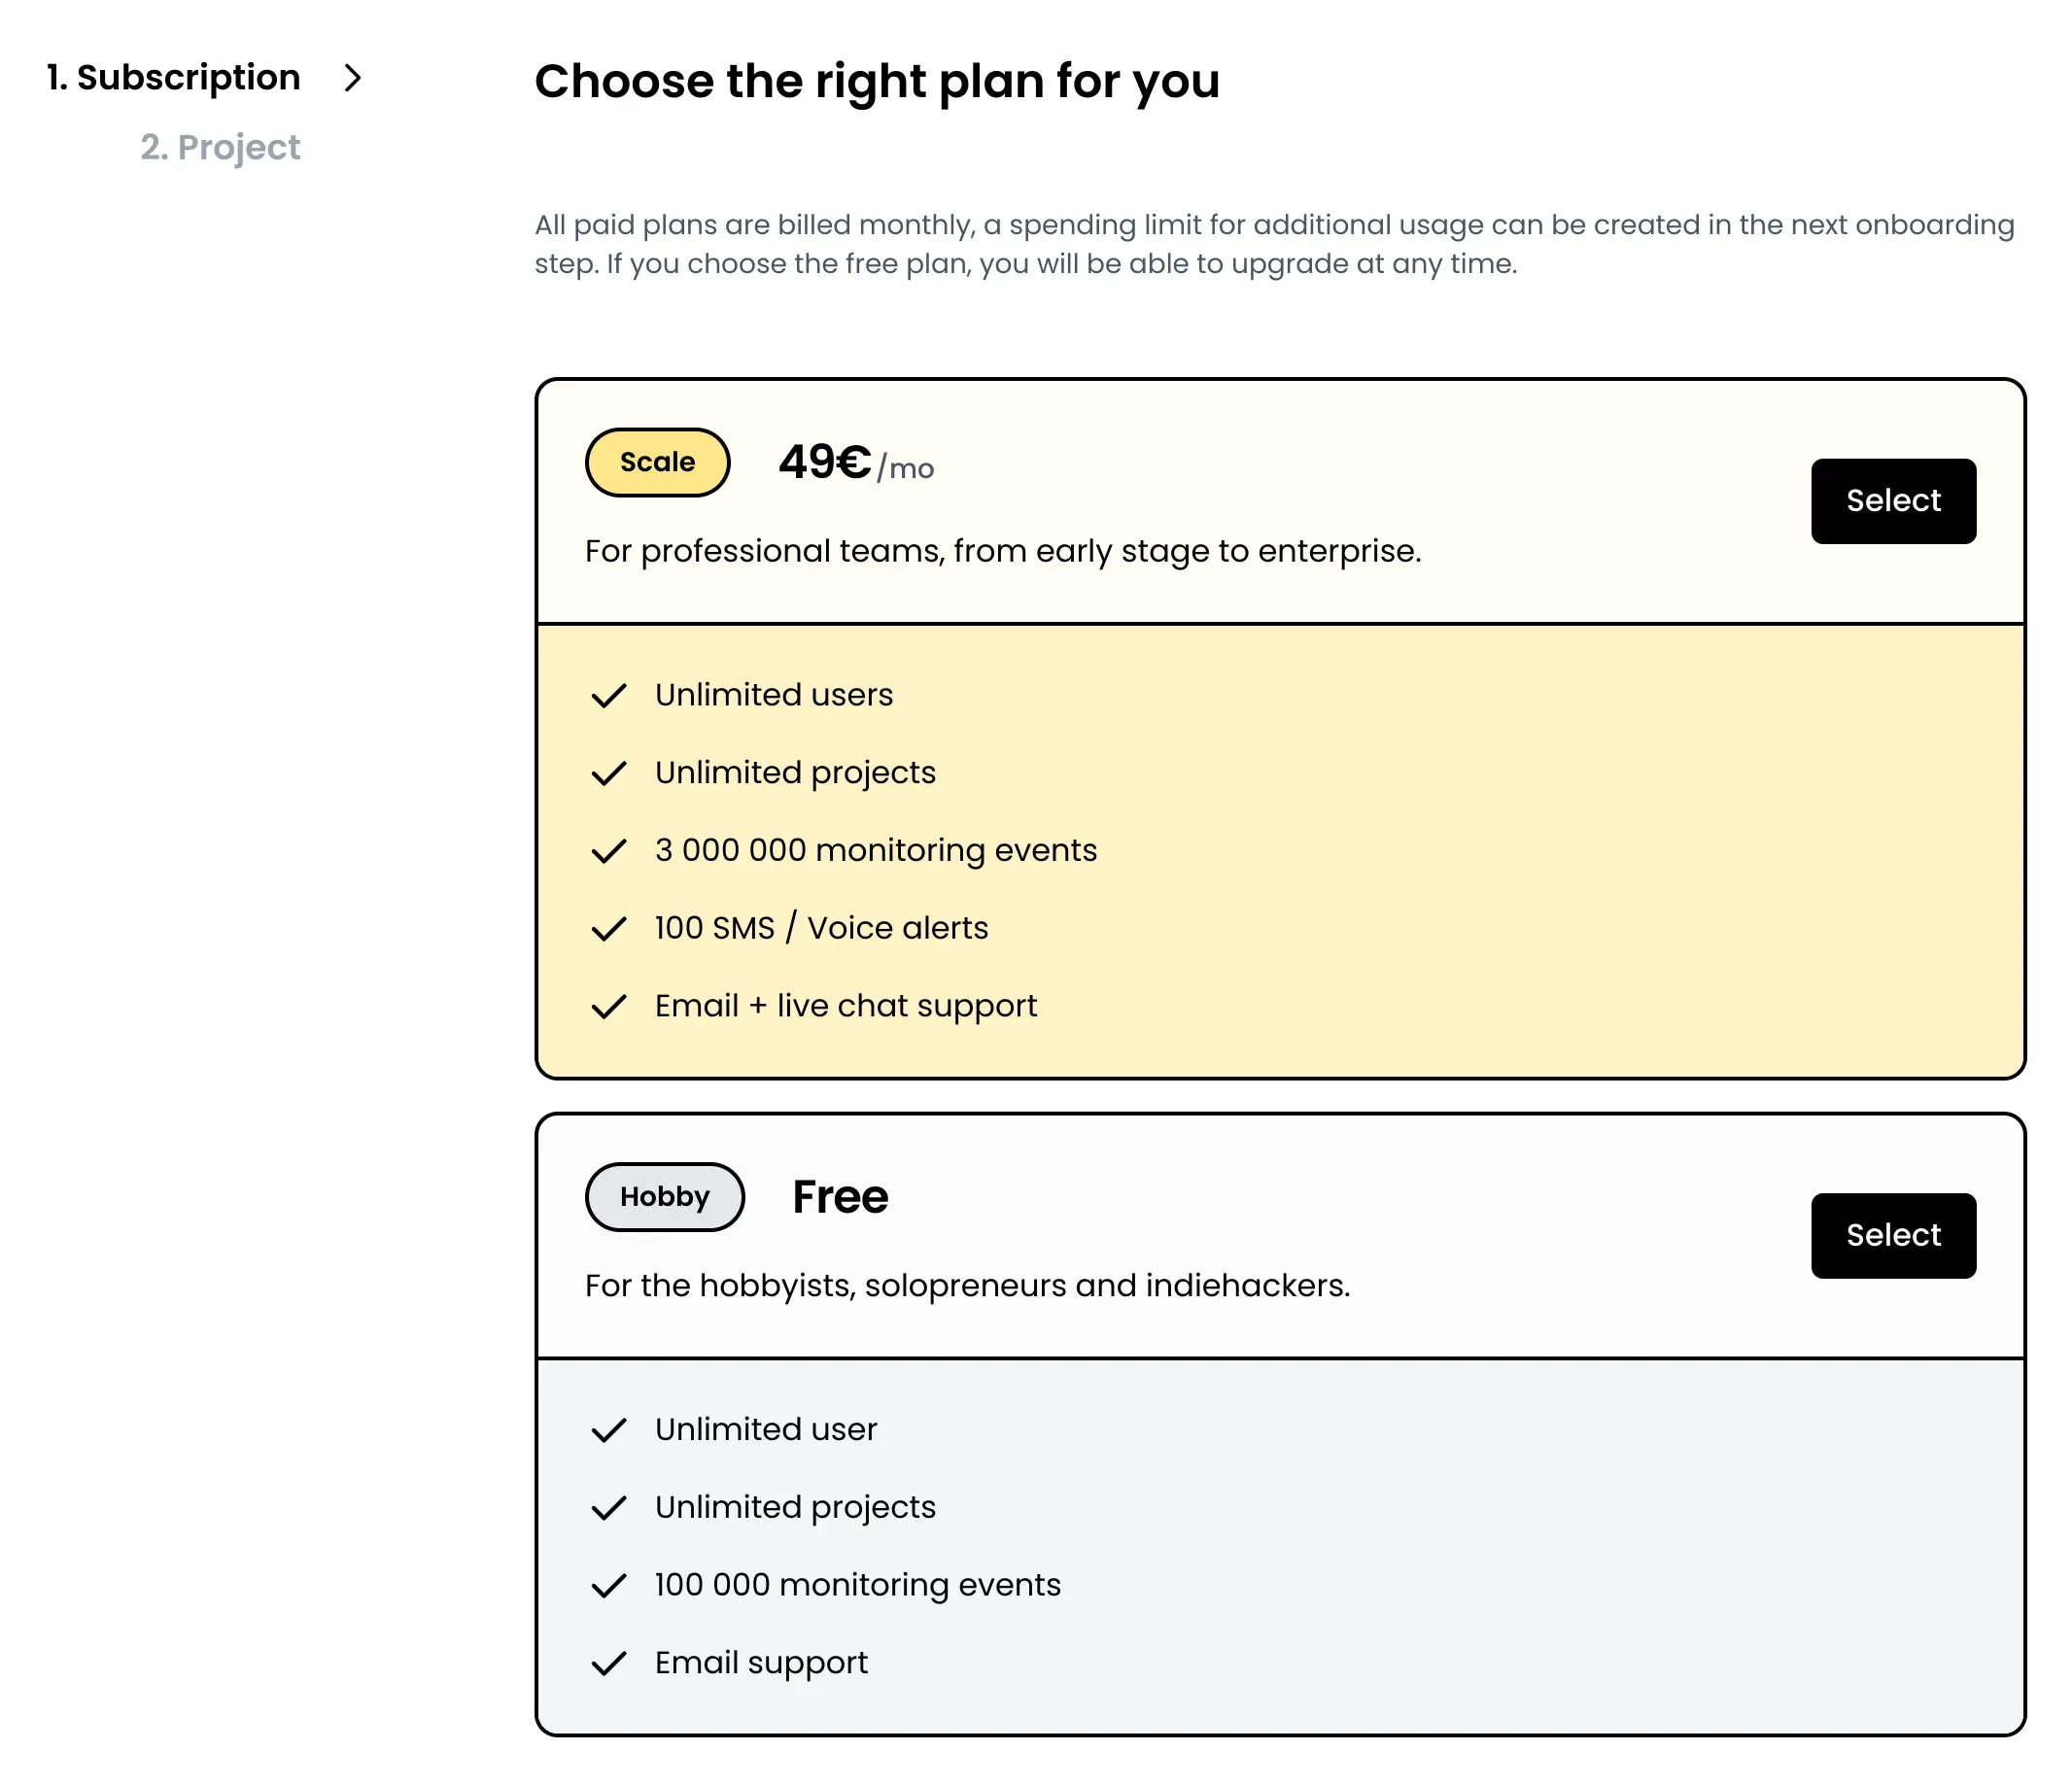 1. Subscription
2. Project
Choose the right plan for you
All paid plans are billed monthly, a spending limit for additional usage can be created in the next onboarding
step. If you choose the free plan, you will be able to upgrade at any time.
Scale 49€/mo
Select
For professional teams, from early stage to enterprise.
Unlimited users
Unlimited projects
3 000 000 monitoring events
100 SMS / Voice alerts
Email + live chat support
Hobby Free
Select
For the hobbyists, solopreneurs and indiehackers.
Unlimited user
Unlimited projects
100 000 monitoring events
Email support